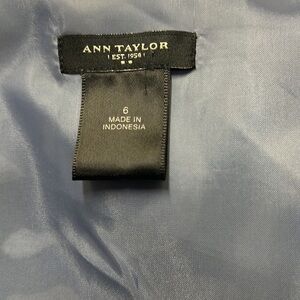 ANN TAYLOR
EST. 1954
6
MADE IN
INDONESIA